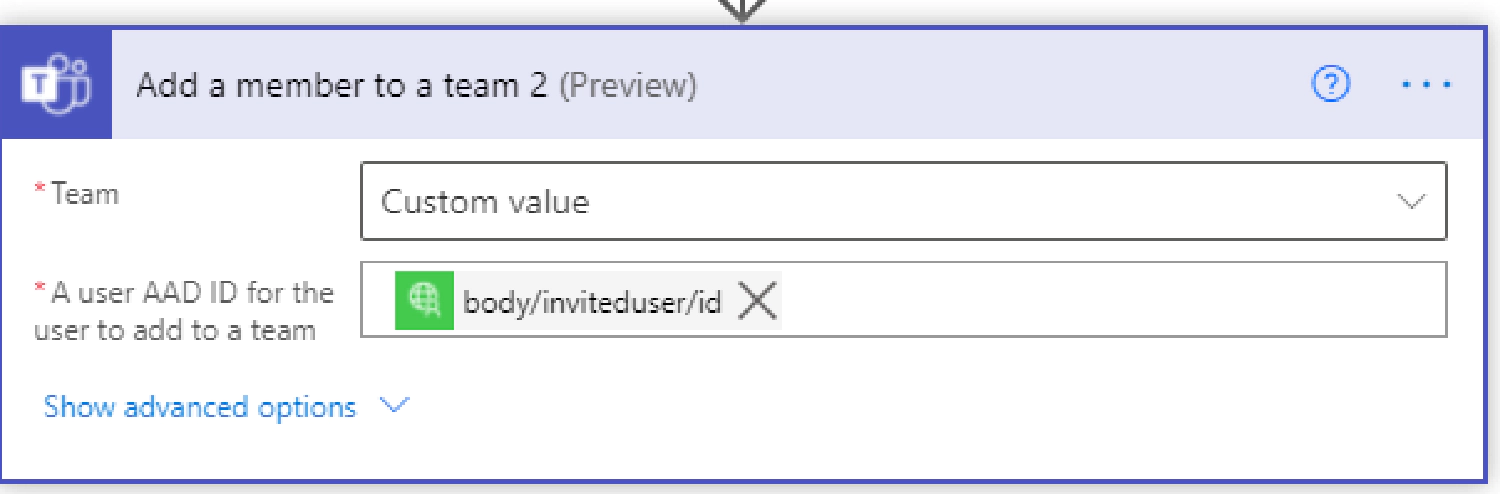 Add a member to a team 2 (Preview)
* Team
Custom value
* A user AAD ID for the
user to add to a team
body/inviteduser/id
Show advanced options